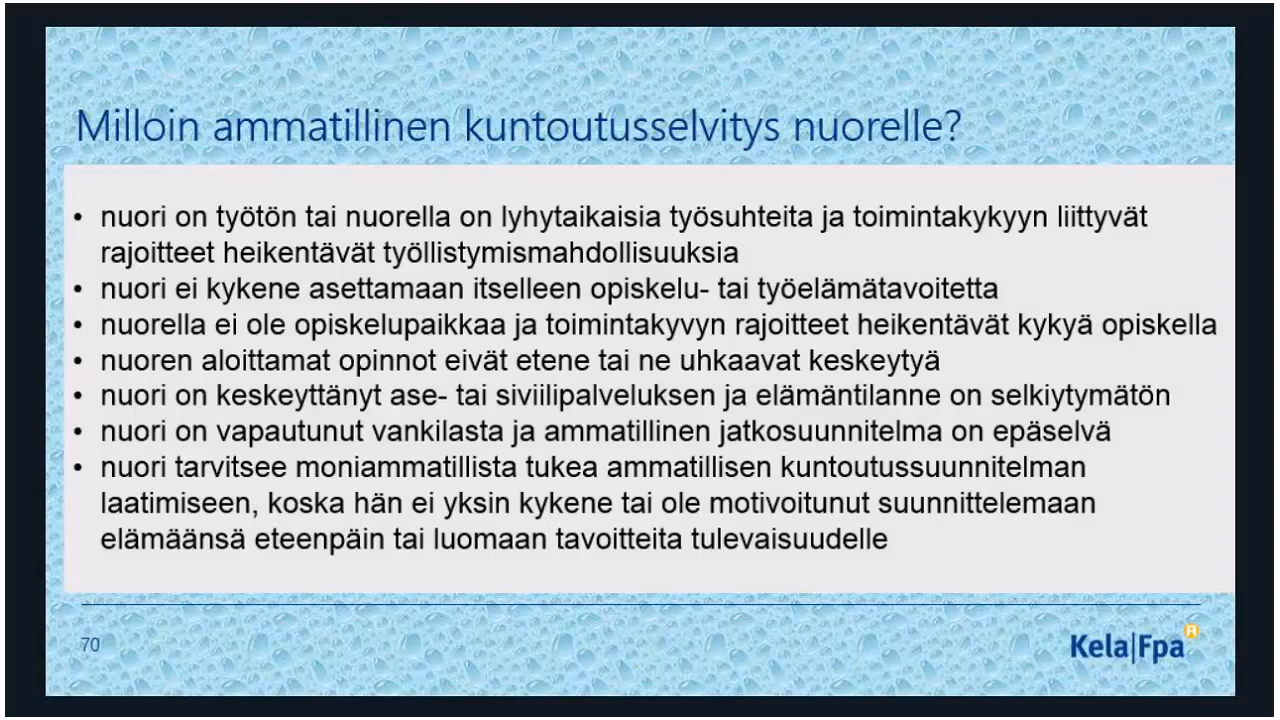 Milloin ammatillinen kuntoutusselvitys nuorelle?
• nuori on työtön tai nuorella on lyhytaikaisia työsuhteita ja toimintakykyyn liittyvät
rajoitteet heikentävät työllistymismahdollisuuksia
• nuori ei kykene asettamaan itselleen opiskelu- tai työelämätavoitetta
• nuorella ei ole opiskelupaikkaa ja toimintakyvyn rajoitteet heikentävät kykyä opiskella
• nuoren aloittamat opinnot eivät etene tai ne uhkaavat keskeytyä
• nuori on keskeyttänyt ase- tai siviilipalveluksen ja elämäntilanne on selkiytymätön
• nuori on vapautunut vankilasta ja ammatillinen jatkosuunnitelma on epäselvä
• nuori tarvitsee moniammatillista tukea ammatillisen kuntoutussuunnitelman
laatimiseen, koska hän ei yksin kykene tai ole motivoitunut suunnittelemaan
elämäänsä eteenpäin tai luomaan tavoitteita tulevaisuudelle
70
Kela|Fpa